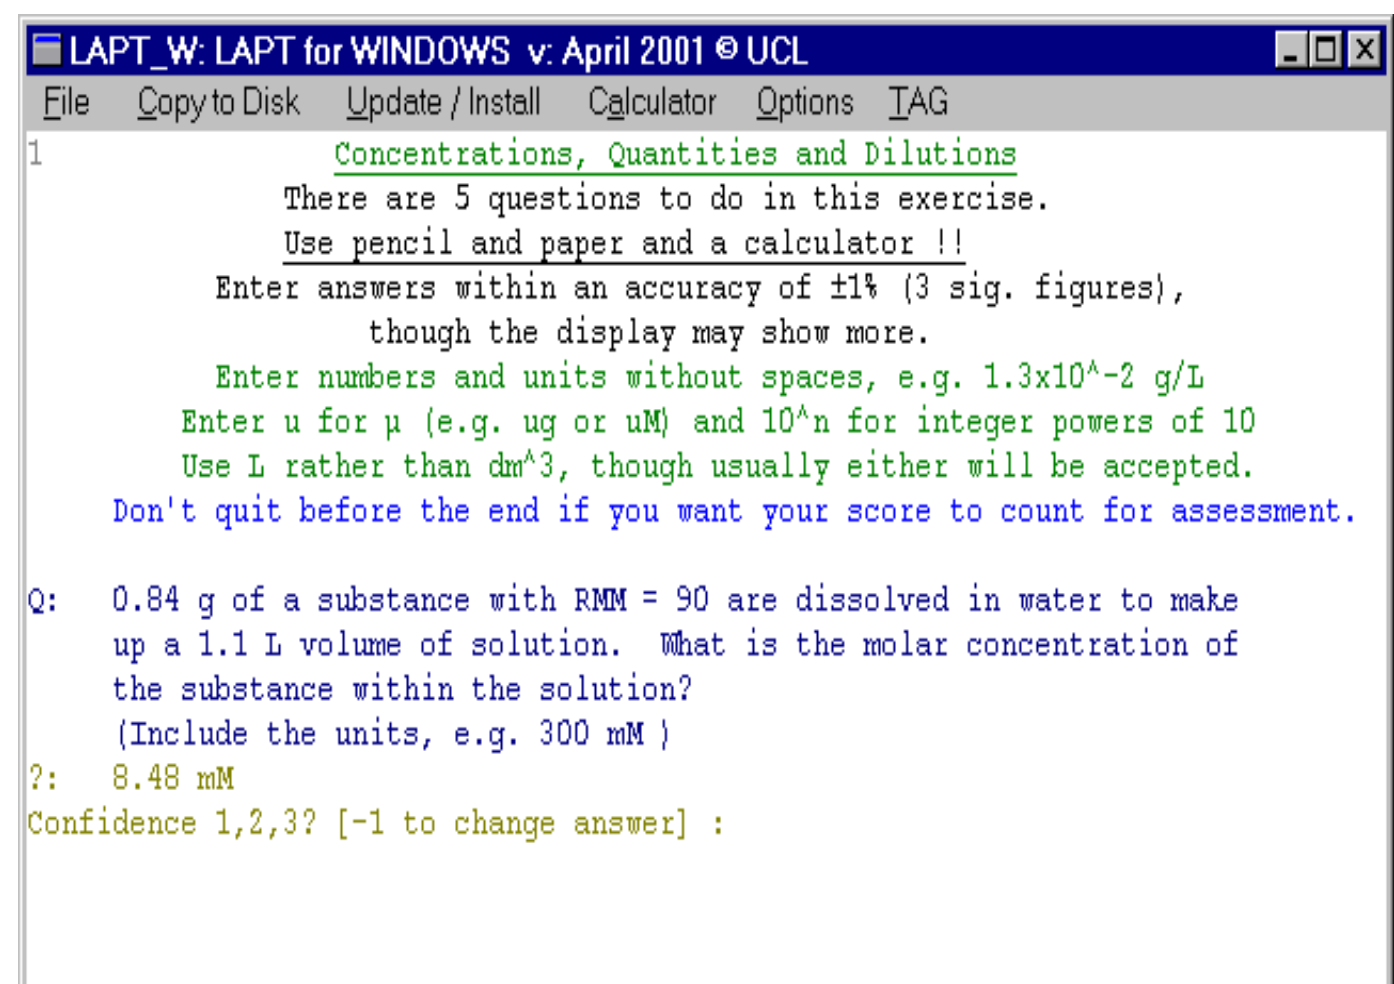 LAPT_W: LAPT for WINDOWS v: April 2001 © UCL
File Copy to Disk Update / Install Calculator Options TAG
1 Concentrations, Quantities and Dilutions
There are 5 questions to do in this exercise.
Use pencil and paper and a calculator !!
Enter answers within an accuracy of ±1% (3 sig. figures),
though the display may show more.
Enter numbers and units without spaces, e.g. 1.3x10^-2 g/L
Enter u for µ (e.g. ug or uM) and 10^n for integer powers of 10
Use L rather than dm^3, though usually either will be accepted.
Don't quit before the end if you want your score to count for assessment.
Q: 0.84 g of a substance with RMM = 90 are dissolved in water to make
up a 1.1 L volume of solution. What is the molar concentration of
the substance within the solution?
(Include the units, e.g. 300 mM )
?: 8.48 mM
Confidence 1,2,3? [-1 to change answer] :